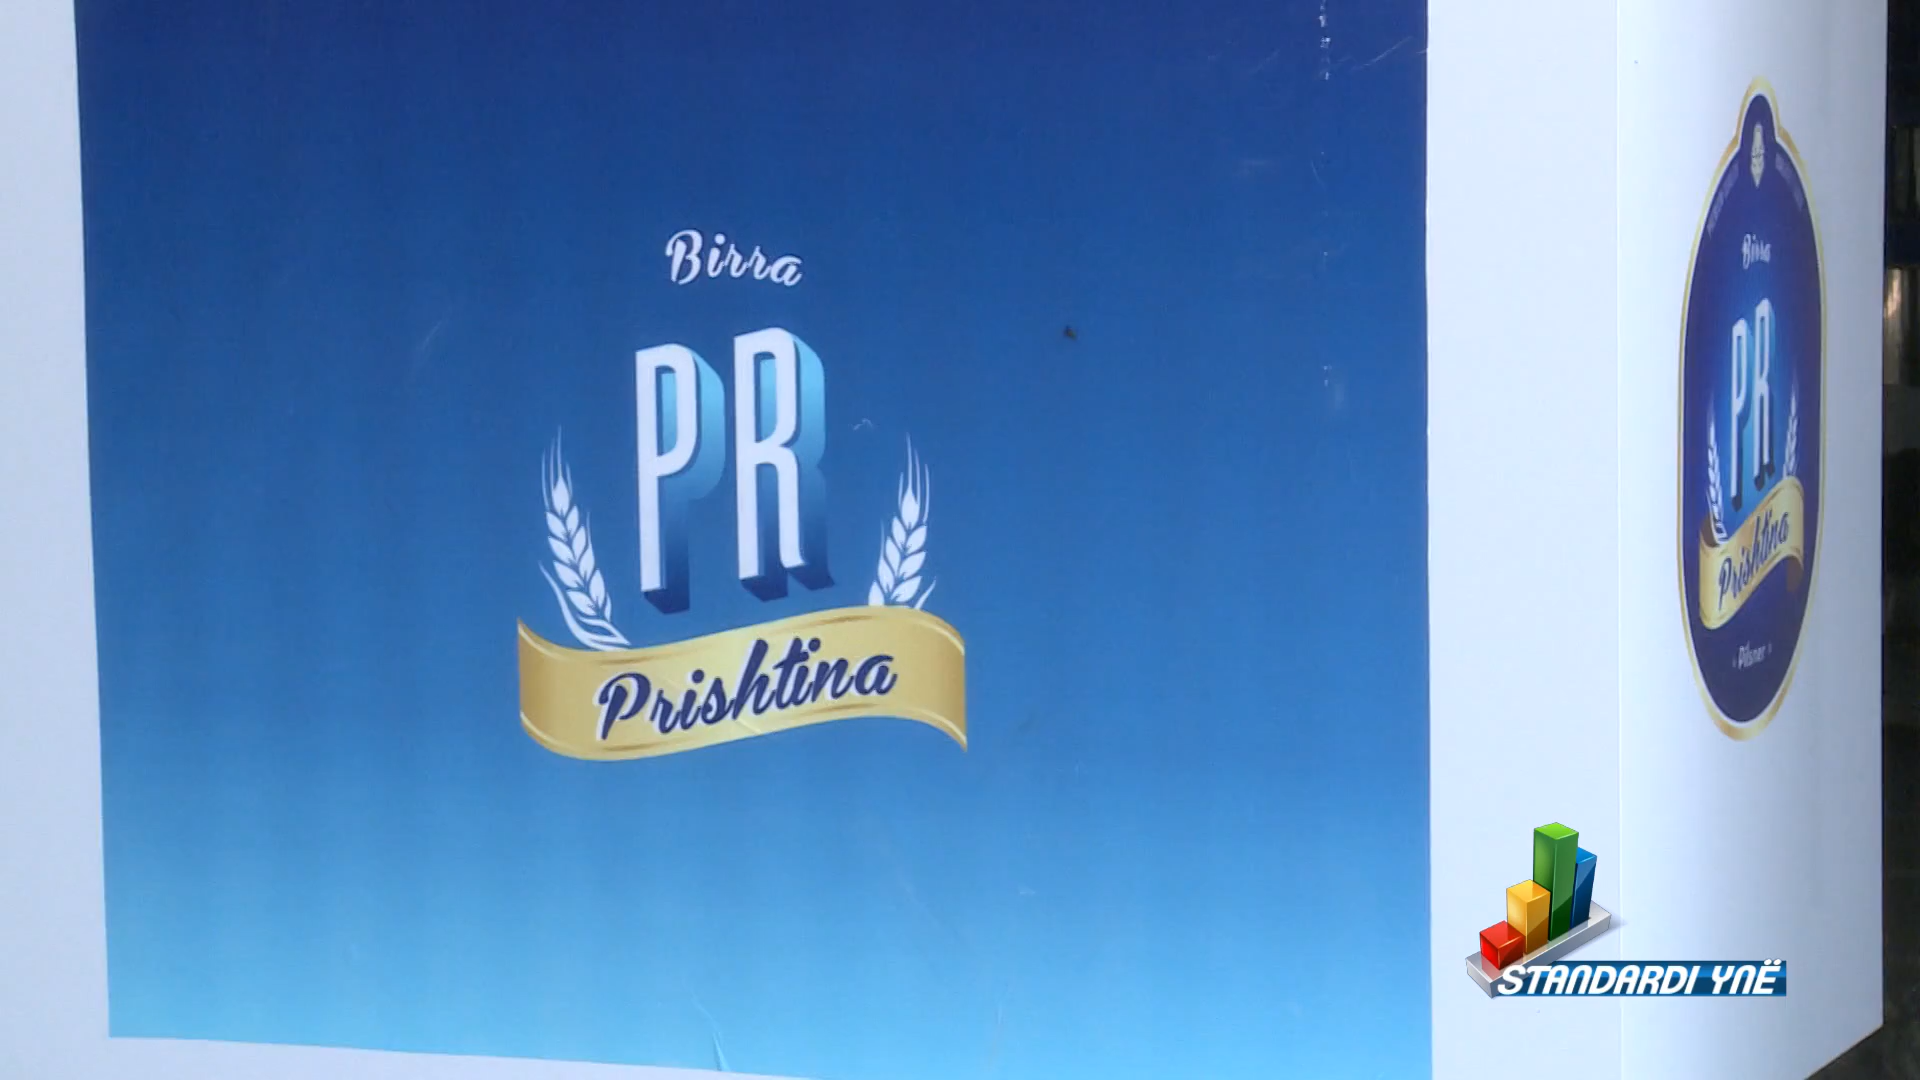 Birra
PR
Prishtina
Birra
PR
Prishtina
Pilsner
STANDARDI YNË